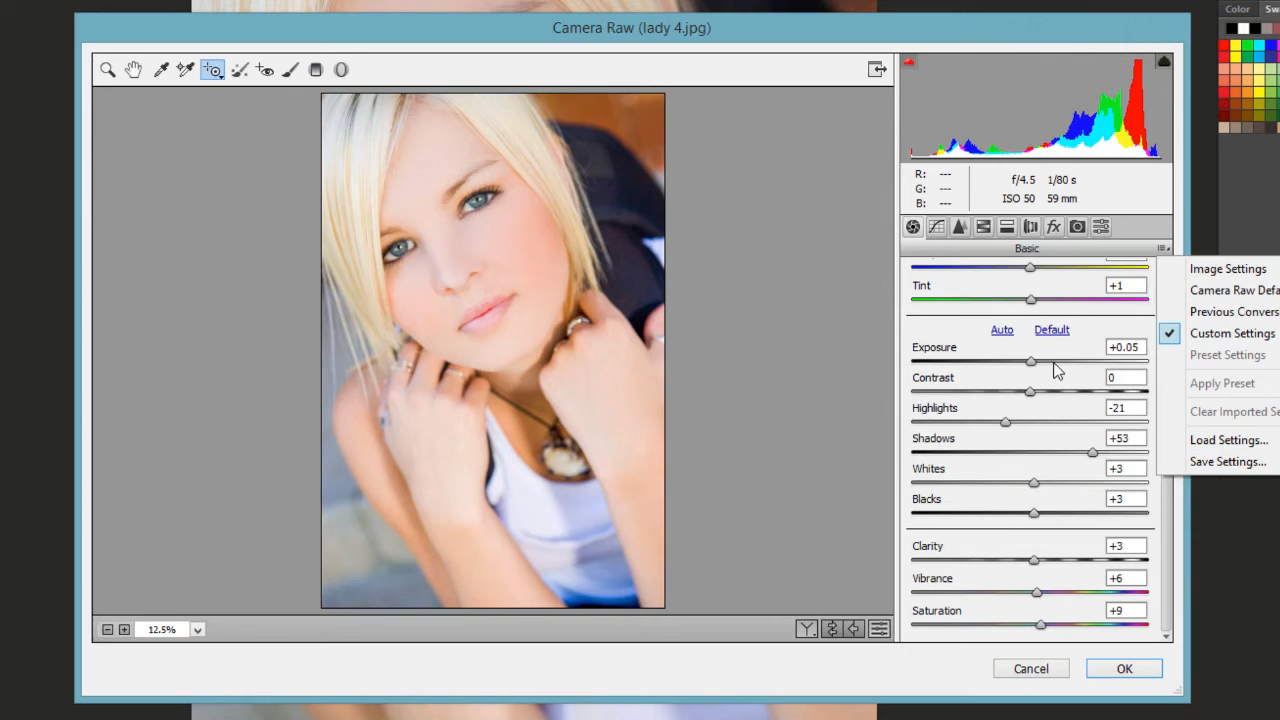 Camera Raw (lady 4.jpg)
Color
R: ---
G: ---
B: ---
f/4.5 1/80 s
ISO 50 59 mm
fx
Basic
Tint +1
Auto Default
Exposure +0.05
Contrast 0
Highlights -21
Shadows +53
Whites +3
Blacks +3
Clarity +3
Vibrance +6
Saturation +9
Image Settings
Camera Raw Defa
Previous Convers
Custom Settings
Preset Settings
Apply Preset
Clear Imported Se
Load Settings...
Save Settings...
12.5%
Y
Cancel OK